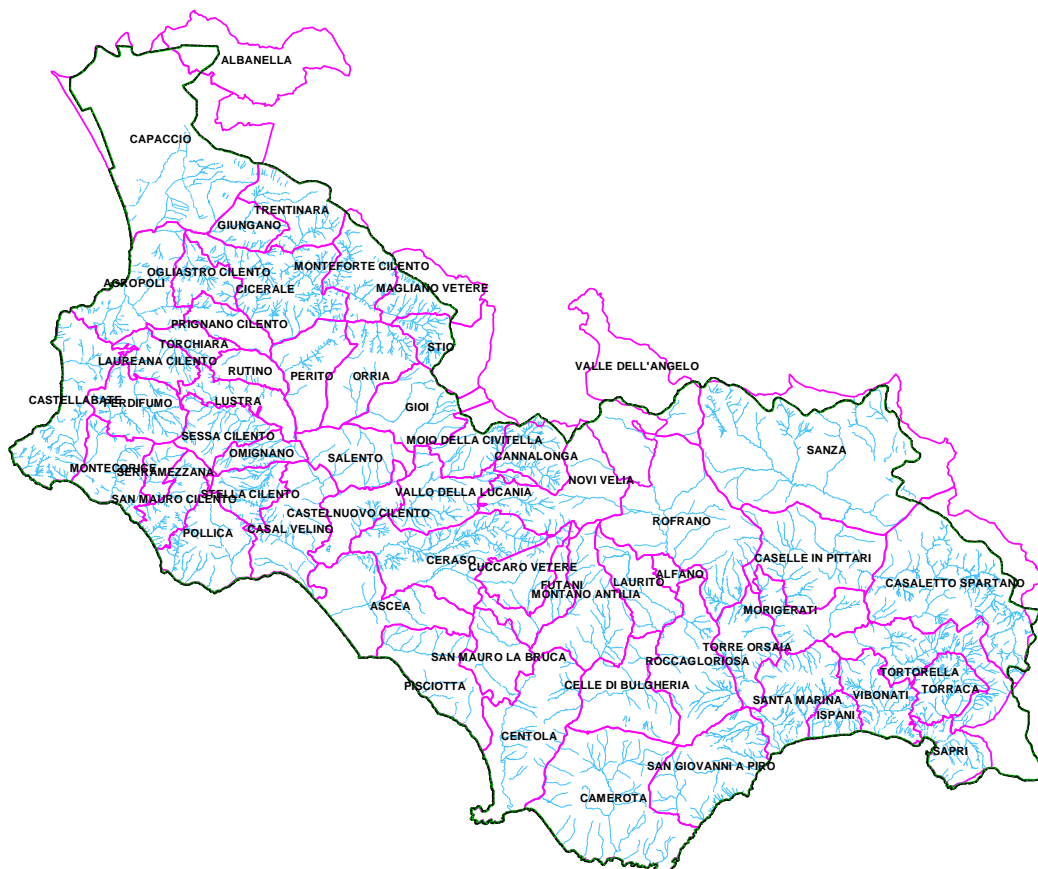 ALBANELLA
CAPACCIO
TRENTINARA
GIUNGANO
MONTEFORTE CILENTO
OGLIASTRO CILENTO
AGROPOLI
CICERALE
MAGLIANO VETERE
PRIGNANO CILENTO
TORCHIARA
STIO
LAUREANA CILENTO
RUTINO
PERITO
ORRIA
VALLE DELL'ANGELO
CASTELLABATE
PERDIFUMO
LUSTRA
GIOI
SESSA CILENTO
MOIO DELLA CIVITELLA
OMIGNANO
SALENTO
CANNALONGA
SANZA
MONTECORICE
SERRAMEZZANA
NOVI VELIA
SAN MAURO CILENTO
STELLA CILENTO
VALLO DELLA LUCANIA
CASTELNUOVO CILENTO
ROFRANO
POLLICA
CASAL VELINO
CERASO
CUCCARO VETERE
CASELLE IN PITTARI
ALFANO
FUTANI
LAURITO
CASALETTO SPARTANO
MONTANO ANTILIA
ASCEA
MORIGERATI
TORRE ORSAIA
SAN MAURO LA BRUCA
ROCCAGLORIOSA
TORTORELLA
PISCIOTTA
CELLE DI BULGHERIA
TORRACA
VIBONATI
SANTA MARINA
ISPANI
CENTOLA
SAPRI
SAN GIOVANNI A PIRO
CAMEROTA